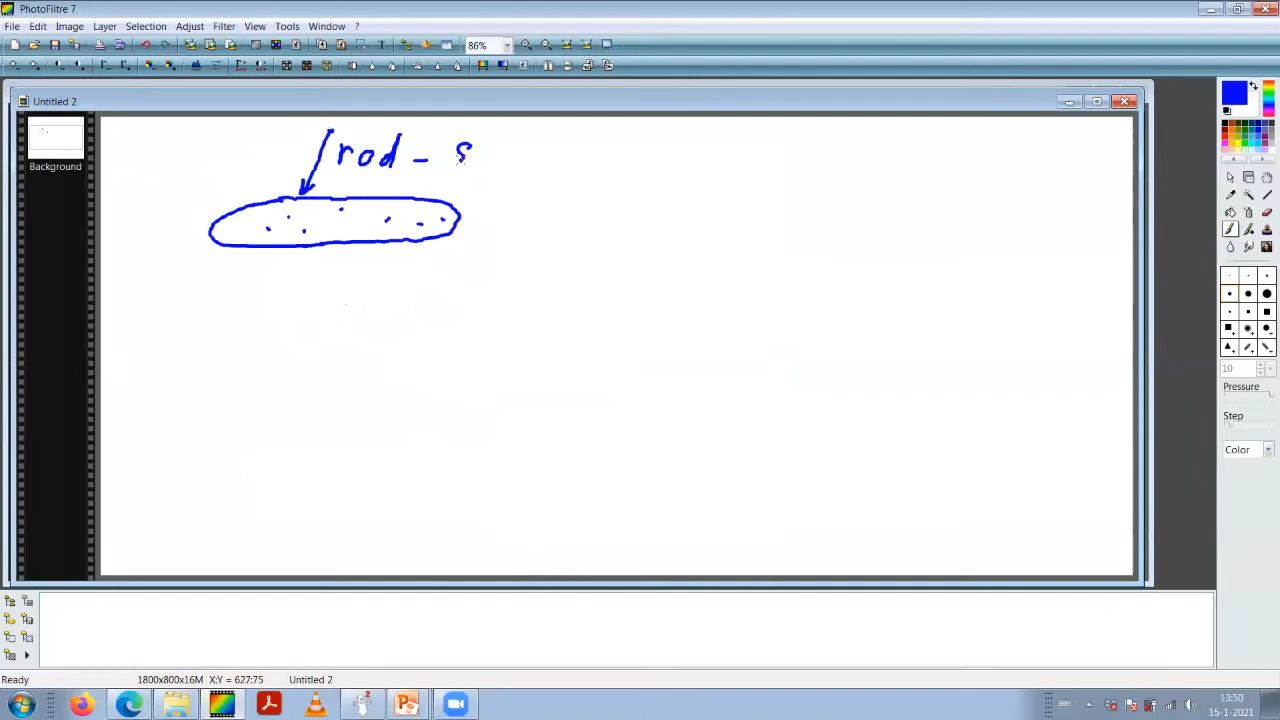 PhotoFiltre 7
File Edit Image Layer Selection Adjust Filter View Tools Window ?
86%
Untitled 2
rod - s
Background
10
Pressure
Step
Color
Ready 1800x800x16M X:Y = 627:75 Untitled 2
13:50
15-1-2021